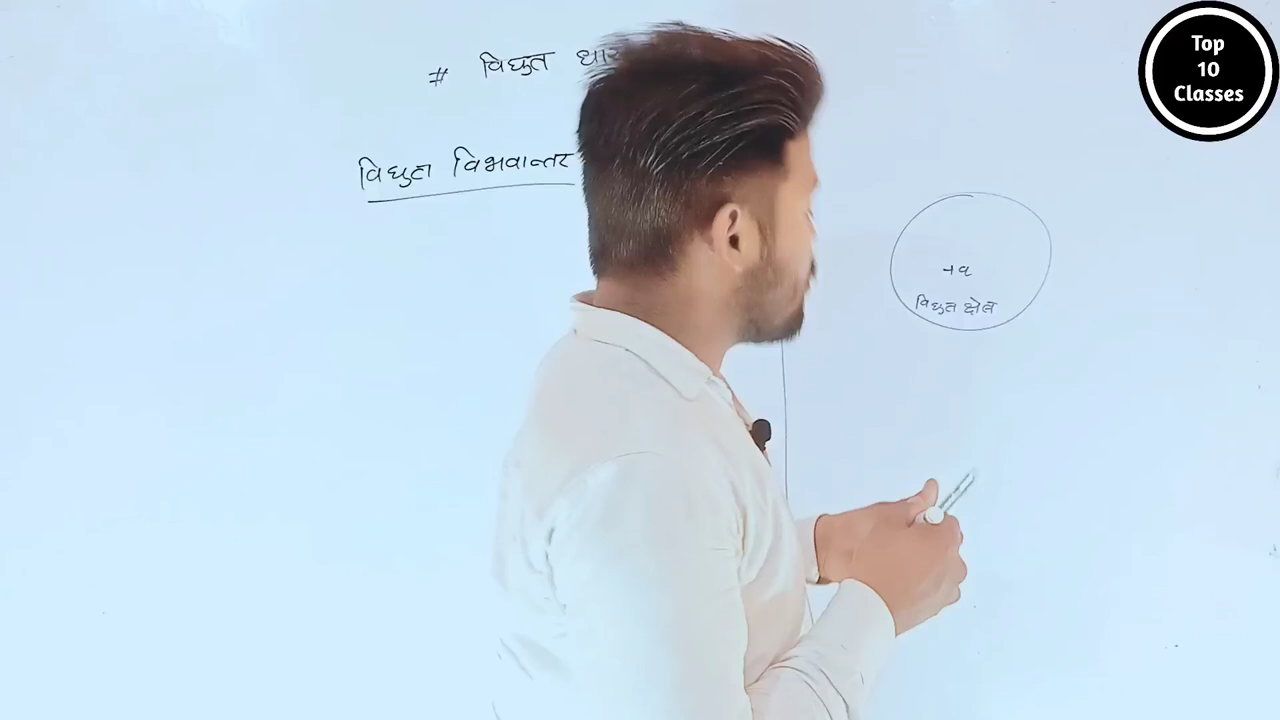 # विद्युत धारा
विद्युत विभवान्तर
+q
विद्युत क्षेत्र
Top
10
Classes